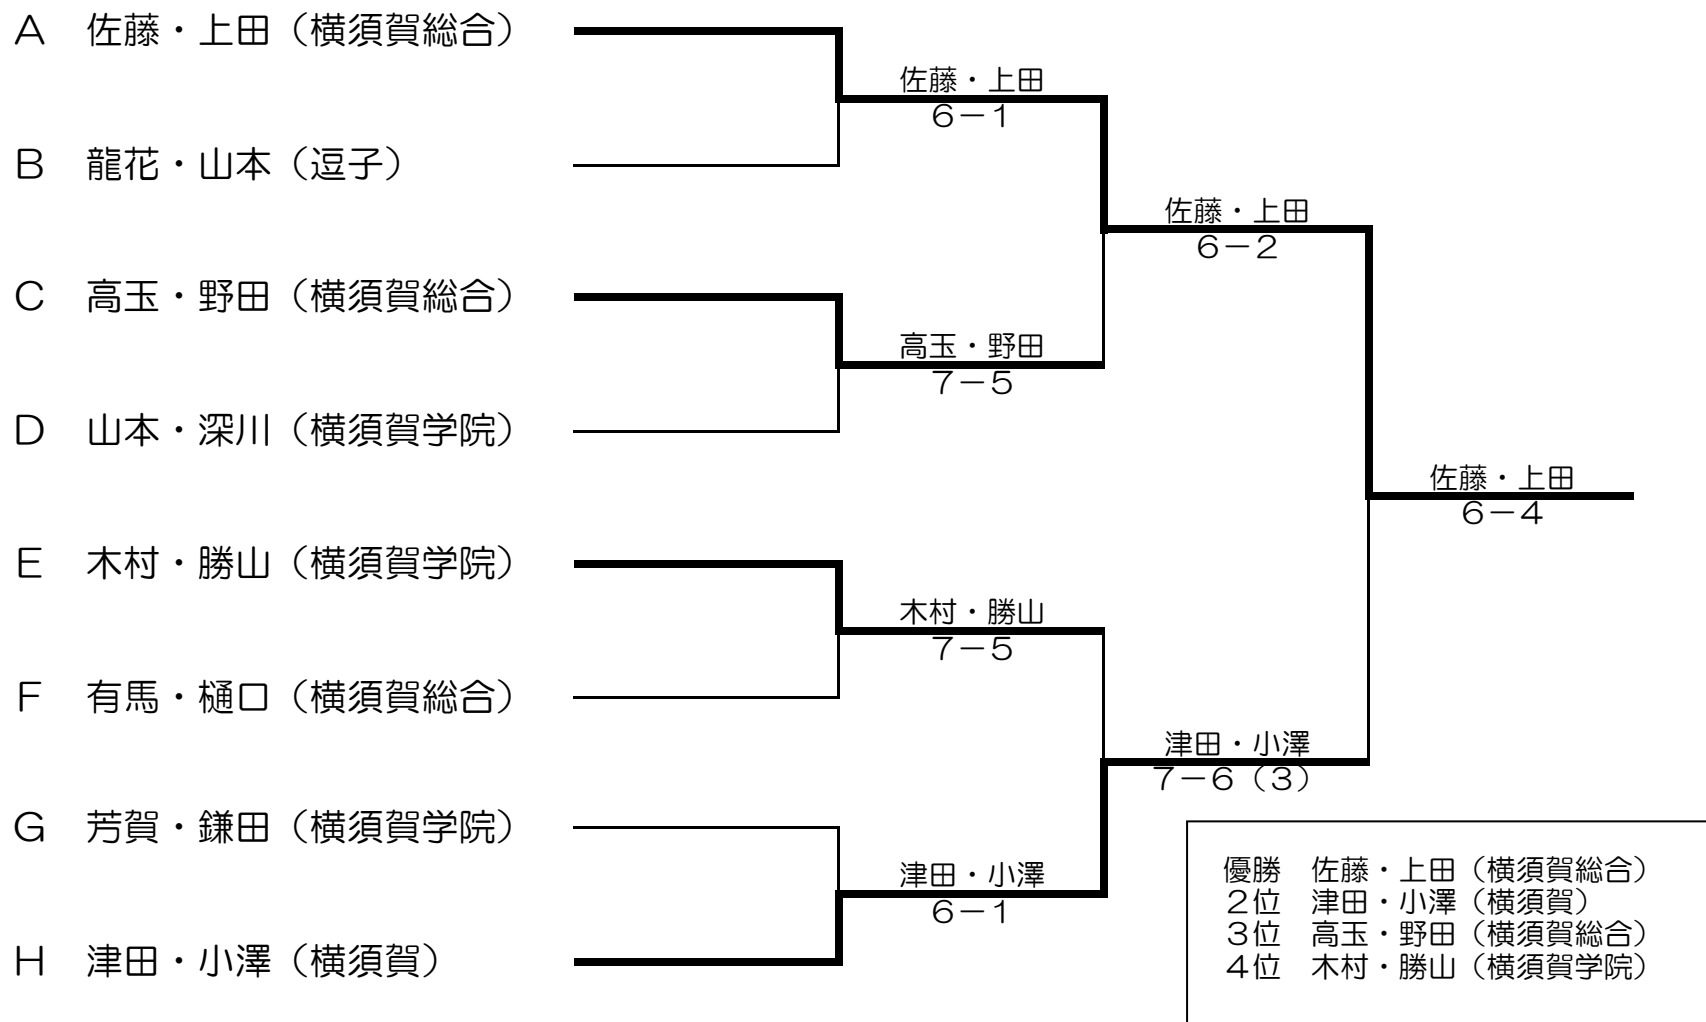 A 佐藤・上田（横須賀総合）
佐藤・上田
６－１
B 龍花・山本（逗子）
佐藤・上田
６－２
C 高玉・野田（横須賀総合）
高玉・野田
７－５
D 山本・深川（横須賀学院）
佐藤・上田
６－４
E 木村・勝山（横須賀学院）
木村・勝山
７－５
F 有馬・樋口（横須賀総合）
津田・小澤
７－６（３）
G 芳賀・鎌田（横須賀学院）
津田・小澤
６－１
H 津田・小澤（横須賀）
優勝 佐藤・上田（横須賀総合）
２位 津田・小澤（横須賀）
３位 高玉・野田（横須賀総合）
４位 木村・勝山（横須賀学院）